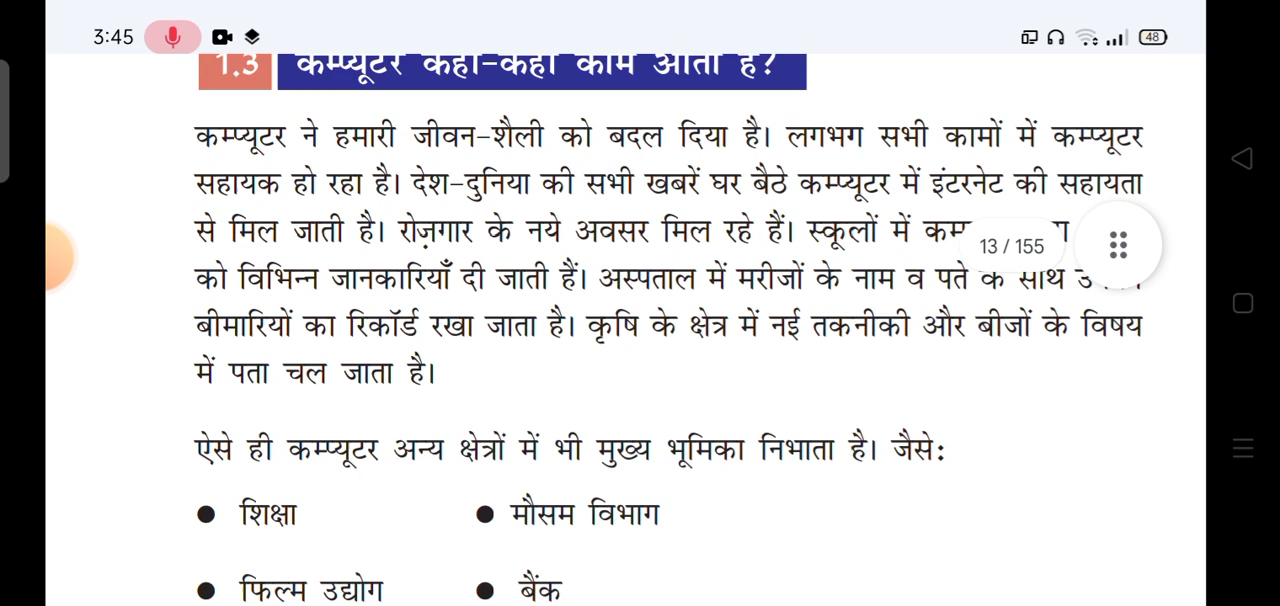 3:45
48
1.3 कम्प्यूटर कहाँ-कहाँ काम आता है?
कम्प्यूटर ने हमारी जीवन-शैली को बदल दिया है। लगभग सभी कामों में कम्प्यूटर
सहायक हो रहा है। देश-दुनिया की सभी खबरें घर बैठे कम्प्यूटर में इंटरनेट की सहायता
से मिल जाती है। रोज़गार के नये अवसर मिल रहे हैं। स्कूलों में
13 / 155
को विभिन्न जानकारियाँ दी जाती हैं। अस्पताल में मरीजों के नाम व पते के साथ
बीमारियों का रिकॉर्ड रखा जाता है। कृषि के क्षेत्र में नई तकनीकी और बीजों के विषय
में पता चल जाता है।
ऐसे ही कम्प्यूटर अन्य क्षेत्रों में भी मुख्य भूमिका निभाता है। जैसे:
● शिक्षा ● मौसम विभाग
● फिल्म उद्योग ● बैंक